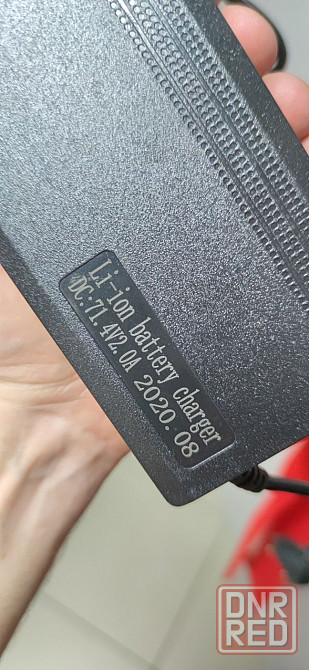 Li-ion battery charger
DC:71.4V2.0A 2020.08
DNR
RED